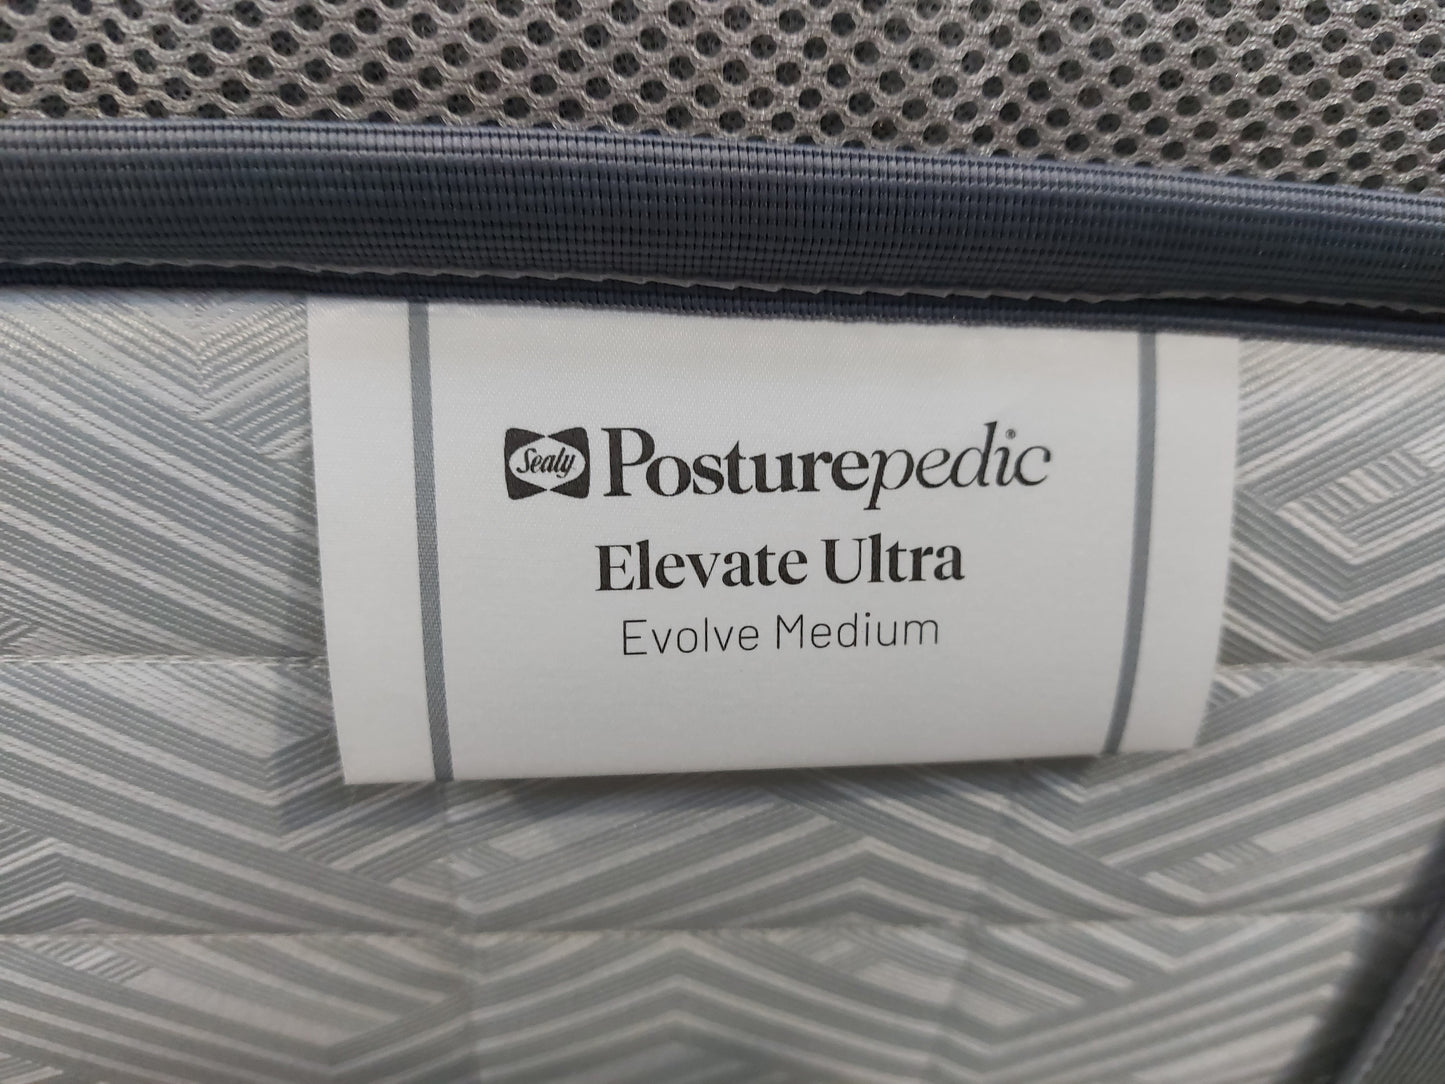 Sealy Posturepedic®
Elevate Ultra
Evolve Medium